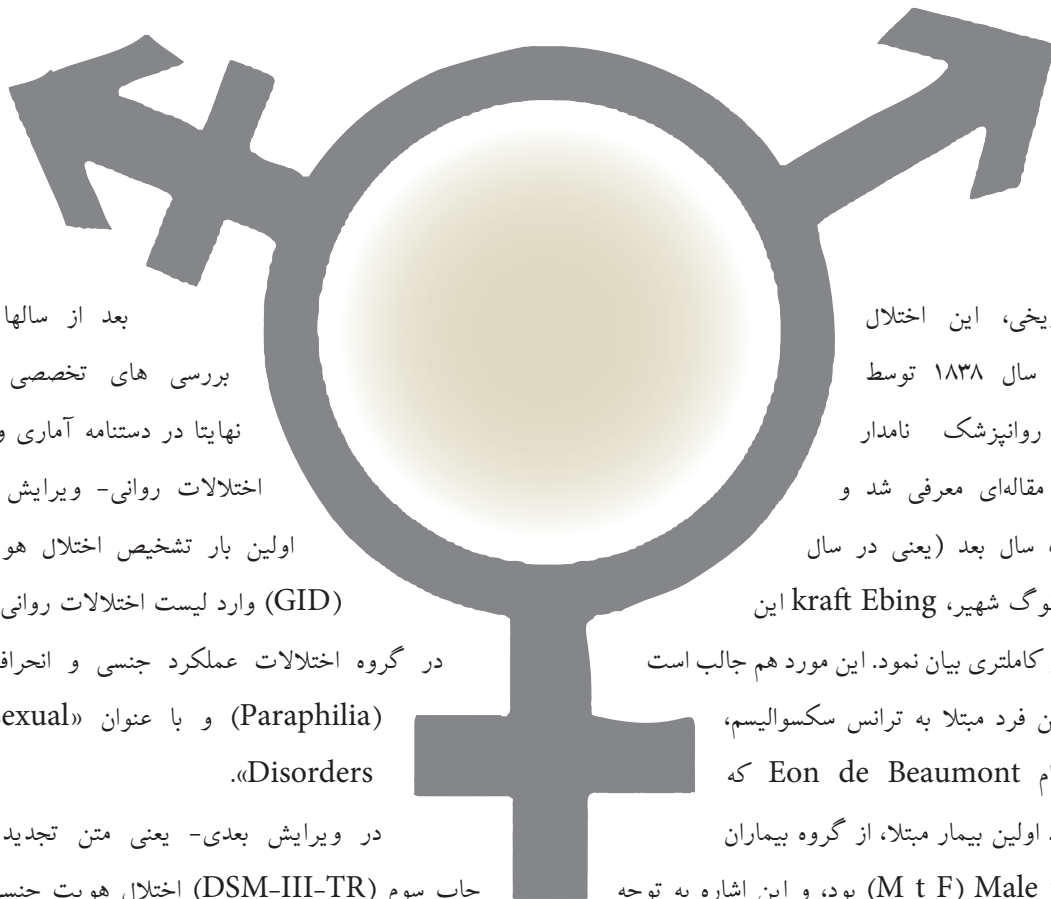 ویخی، این اختلال
سال ۱۸۳۸ توسط
روانپزشک نامدار
مقاله‌ای معرفی شد و
سال بعد (یعنی در سال
وگ شهیر، kraft Ebing این
کاملتری بیان نمود. این مورد هم جالب است
ن فرد مبتلا به ترانس سکسوالیسم،
ام Eon de Beaumont که
اولین بیمار مبتلا، از گروه بیماران
Male (M t F) بود، و این اشاره به توجه
بعد از سالها
بررسی های تخصصی
نهایتا در دستنامه آماری و
اختلالات روانی- ویرایش
اولین بار تشخیص اختلال هو
(GID) وارد لیست اختلالات روانی
در گروه اختلالات عملکرد جنسی و انحراف
(Paraphilia) و با عنوان «exual
Disorders».
در ویرایش بعدی- یعنی متن تجدید
چاپ سوم (DSM-III-TR) اختلال هویت جنسی